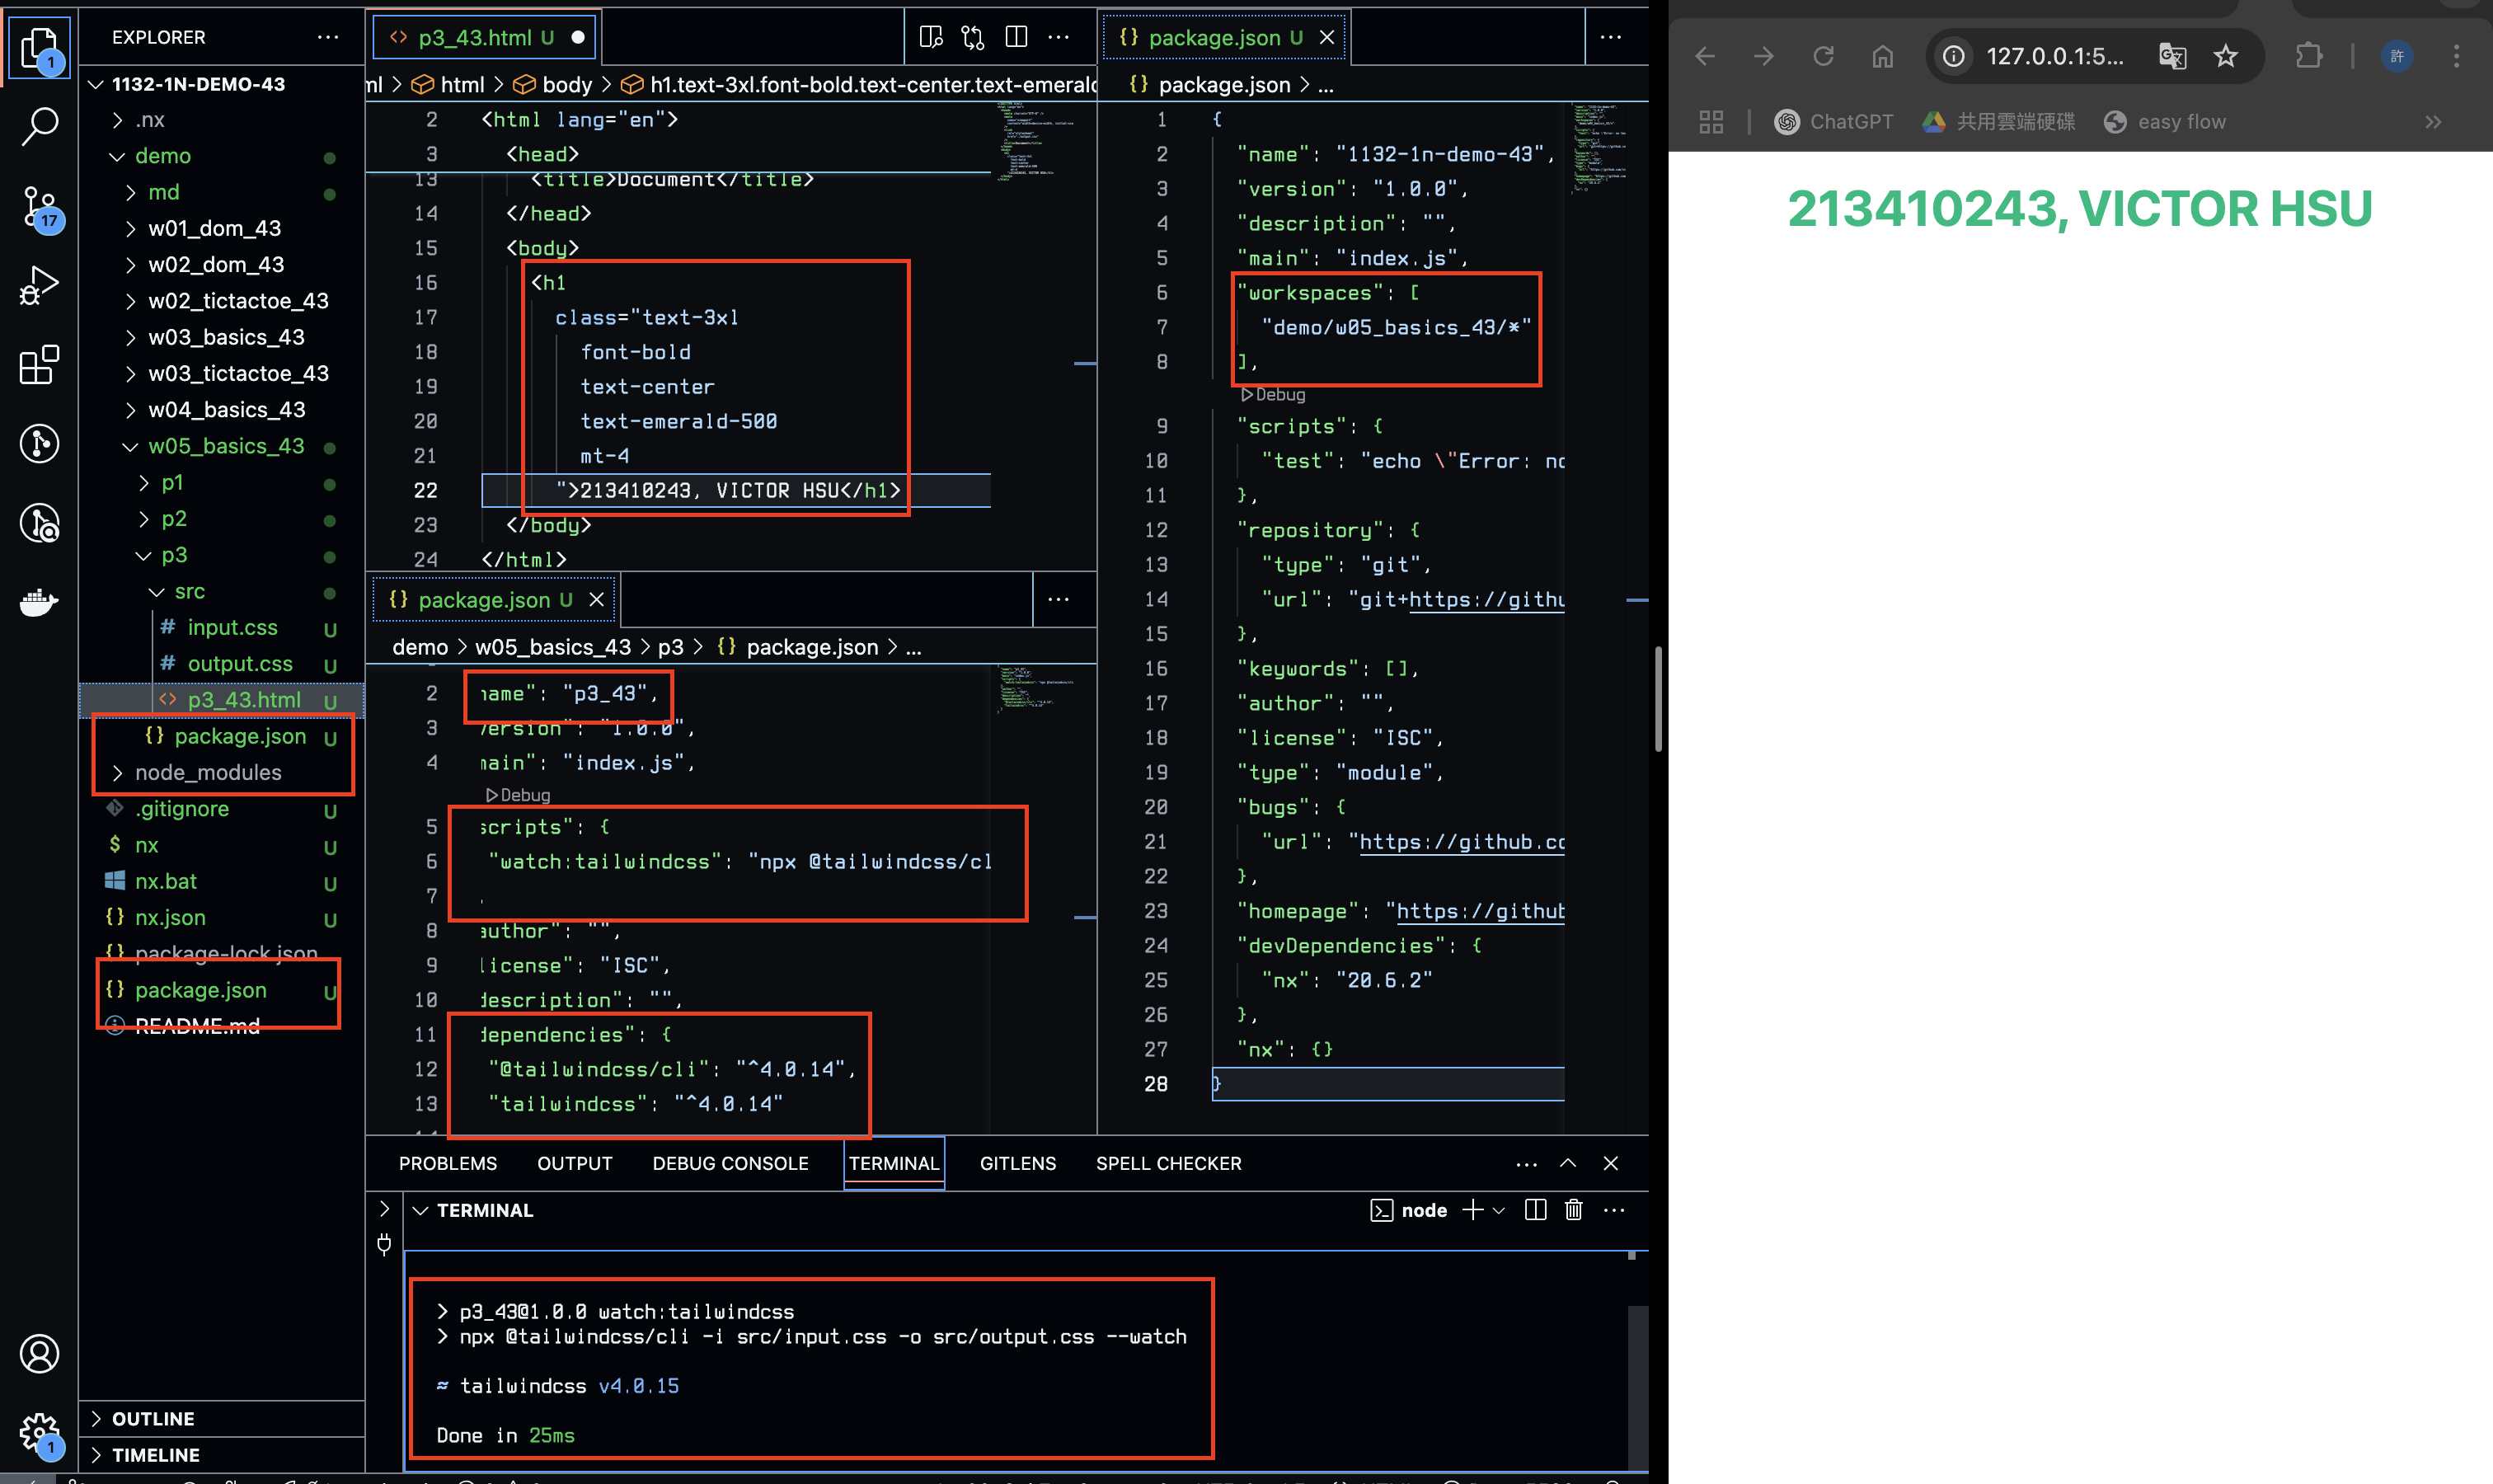 EXPLORER
1132-1N-DEMO-43
.nx
demo
md
w01_dom_43
w02_dom_43
w02_tictactoe_43
w03_basics_43
w03_tictactoe_43
w04_basics_43
w05_basics_43
p1
p2
p3
src
# input.css U
# output.css U
<> p3_43.html U
{} package.json U
node_modules
.gitignore U
$ nx U
nx.bat U
{} nx.json U
{} package-lock.json
{} package.json U
README.md
OUTLINE
TIMELINE
1
17
1
<> p3_43.html U
html > body > h1.text-3xl.font-bold.text-center.text-emerald
2 <html lang="en">
3 <head>
13 <title>Document</title>
14 </head>
15 <body>
16 <h1
17 class="text-3xl
18 font-bold
19 text-center
20 text-emerald-500
21 mt-4
22 ">213410243, VICTOR HSU</h1>
23 </body>
24 </html>
{} package.json U
demo > w05_basics_43 > p3 > {} package.json > ...
2 name": "p3_43",
3 version": "1.0.0",
4 main": "index.js",
Debug
5 scripts": {
6 "watch:tailwindcss": "npx @tailwindcss/cl
7
8 author": "",
9 license": "ISC",
10 description": "",
11 dependencies": {
12 "@tailwindcss/cli": "^4.0.14",
13 "tailwindcss": "^4.0.14"
{} package.json U
{} package.json > ...
1 {
2 "name": "1132-1n-demo-43",
3 "version": "1.0.0",
4 "description": "",
5 "main": "index.js",
6 "workspaces": [
7 "demo/w05_basics_43/*"
8 ],
Debug
9 "scripts": {
10 "test": "echo \"Error: no
11 },
12 "repository": {
13 "type": "git",
14 "url": "git+https://githu
15 },
16 "keywords": [],
17 "author": "",
18 "license": "ISC",
19 "type": "module",
20 "bugs": {
21 "url": "https://github.co
22 },
23 "homepage": "https://github
24 "devDependencies": {
25 "nx": "20.6.2"
26 },
27 "nx": {}
28 }
PROBLEMS OUTPUT DEBUG CONSOLE TERMINAL GITLENS SPELL CHECKER
TERMINAL
node
> p3_43@1.0.0 watch:tailwindcss
> npx @tailwindcss/cli -i src/input.css -o src/output.css --watch
≈ tailwindcss v4.0.15
Done in 25ms
127.0.0.1:5...
許
ChatGPT 共用雲端硬碟 easy flow
213410243, VICTOR HSU